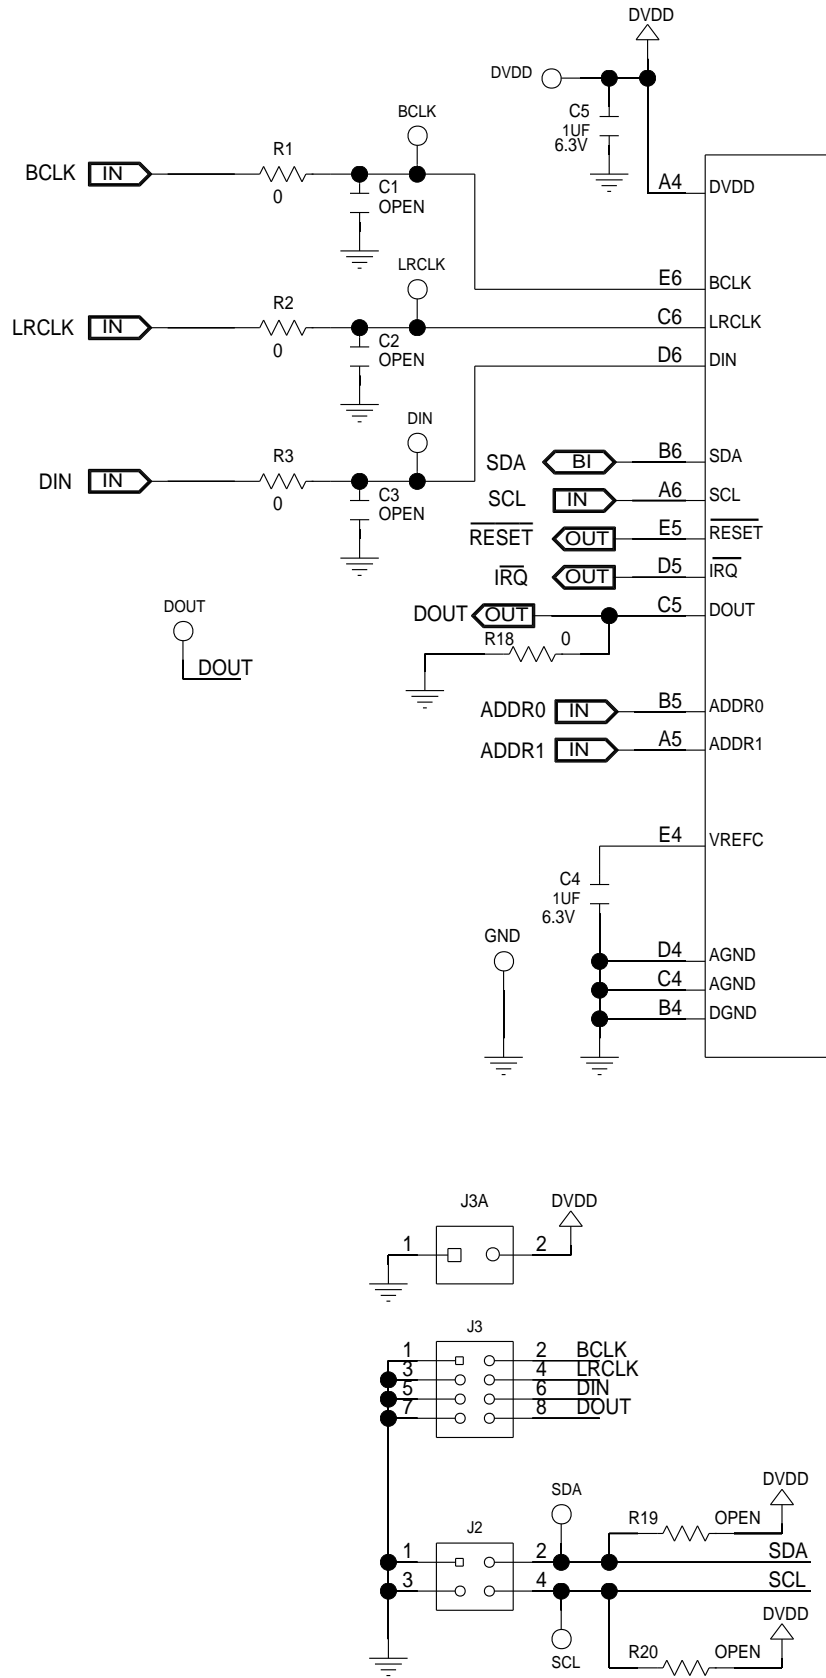 DVDD
DVDD
C5
1UF
6.3V
BCLK
BCLK IN
R1
0
C1
OPEN
A4 DVDD
LRCLK
E6 BCLK
LRCLK IN
R2
0
C2
OPEN
C6 LRCLK
D6 DIN
DIN
DIN IN
R3
0
C3
OPEN
SDA BI B6 SDA
SCL IN A6 SCL
RESET OUT E5 RESET
IRQ OUT D5 IRQ
DOUT OUT C5 DOUT
R18 0
DOUT
DOUT
ADDR0 IN B5 ADDR0
ADDR1 IN A5 ADDR1
E4 VREFC
C4
1UF
6.3V
GND
D4 AGND
C4 AGND
B4 DGND
J3A DVDD
1 2
J3
1 2 BCLK
3 4 LRCLK
5 6 DIN
7 8 DOUT
DVDD
SDA
R19 OPEN
J2
1 2 SDA
3 4 SCL
DVDD
R20 OPEN
SCL